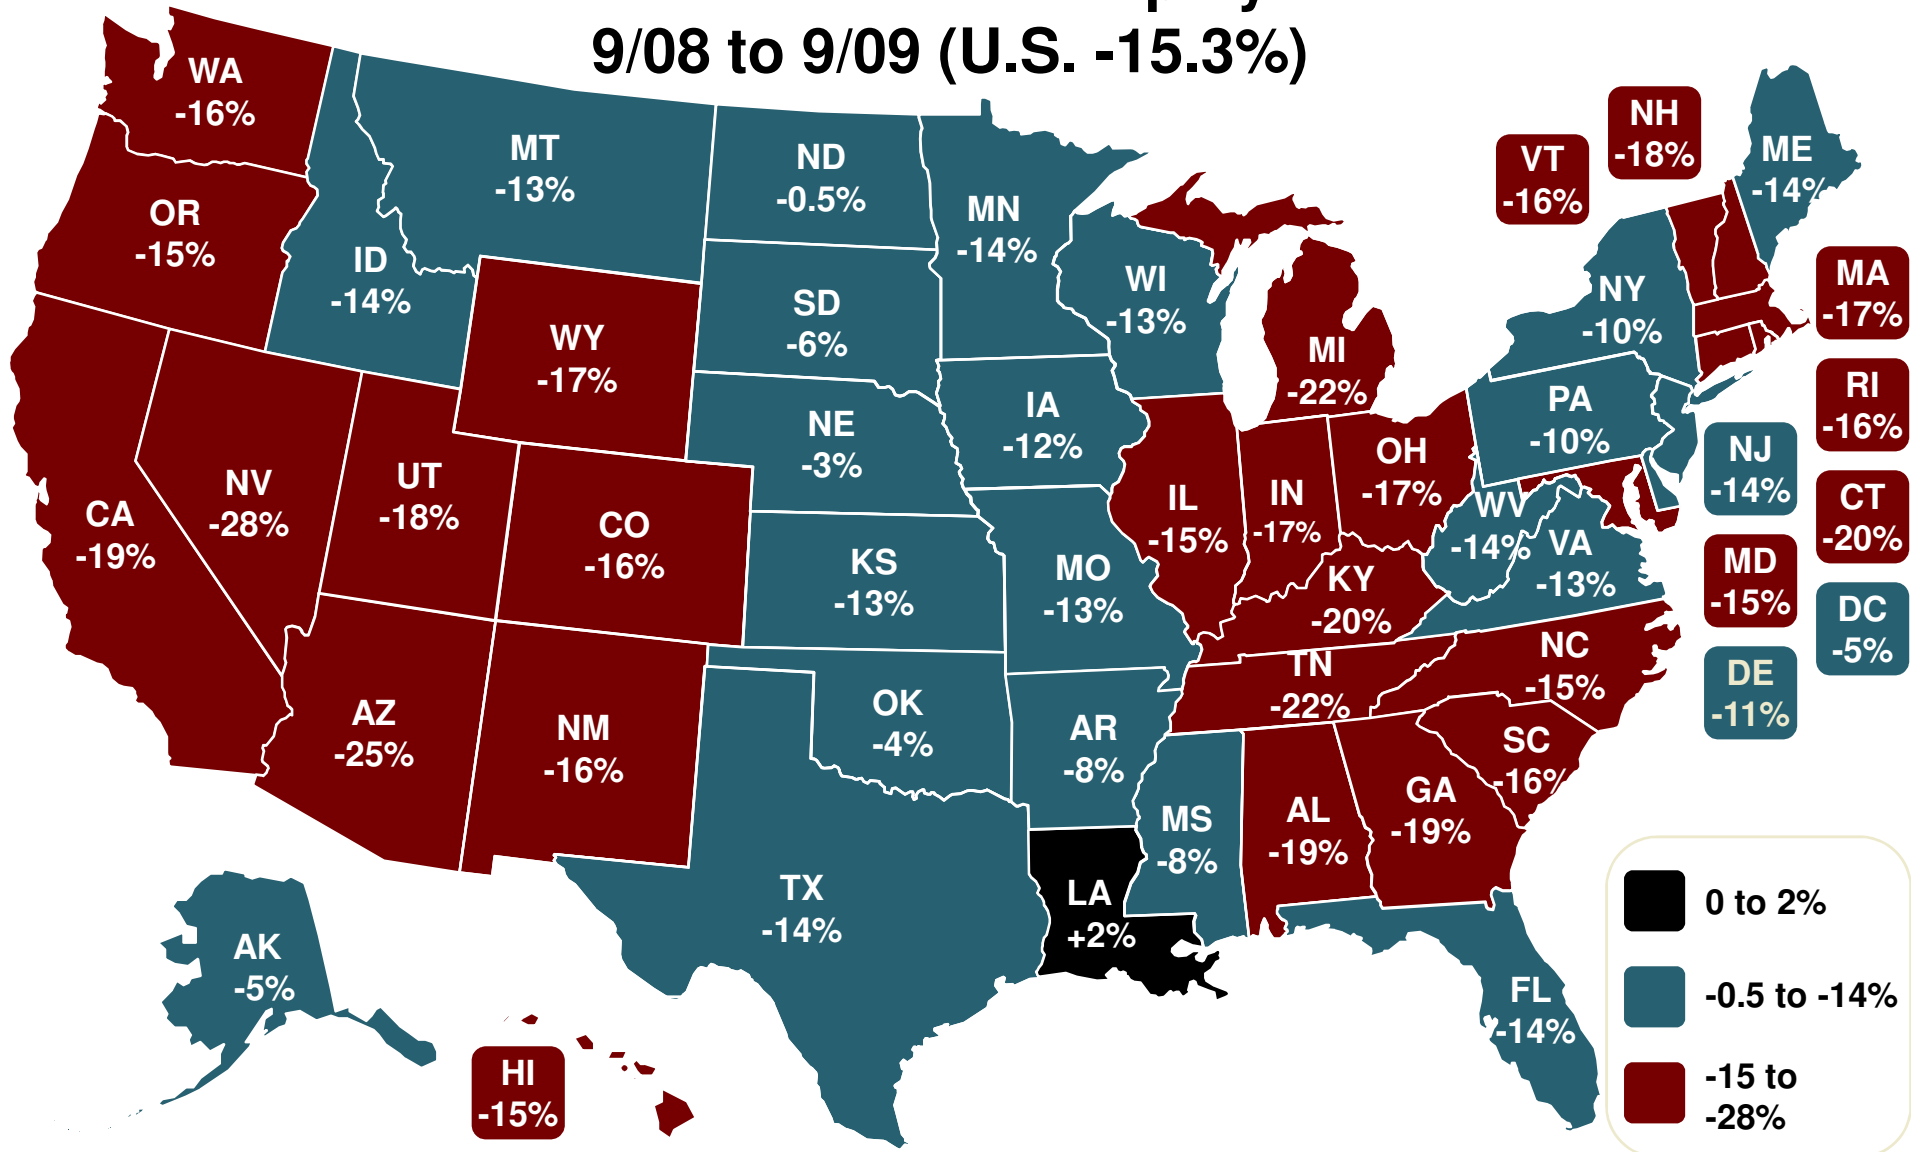 9/08 to 9/09 (U.S. -15.3%)
WA
-16%
OR
-15%
CA
-19%
NV
-28%
ID
-14%
MT
-13%
WY
-17%
UT
-18%
CO
-16%
AZ
-25%
NM
-16%
ND
-0.5%
SD
-6%
NE
-3%
KS
-13%
OK
-4%
TX
-14%
MN
-14%
IA
-12%
MO
-13%
AR
-8%
LA
+2%
WI
-13%
IL
-15%
MI
-22%
IN
-17%
OH
-17%
KY
-20%
TN
-22%
MS
-8%
AL
-19%
GA
-19%
FL
-14%
SC
-16%
NC
-15%
VA
-13%
WV
-14%
PA
-10%
NY
-10%
VT
-16%
NH
-18%
ME
-14%
MA
-17%
RI
-16%
CT
-20%
NJ
-14%
MD
-15%
DC
-5%
DE
-11%
AK
-5%
HI
-15%
0 to 2%
-0.5 to -14%
-15 to
-28%